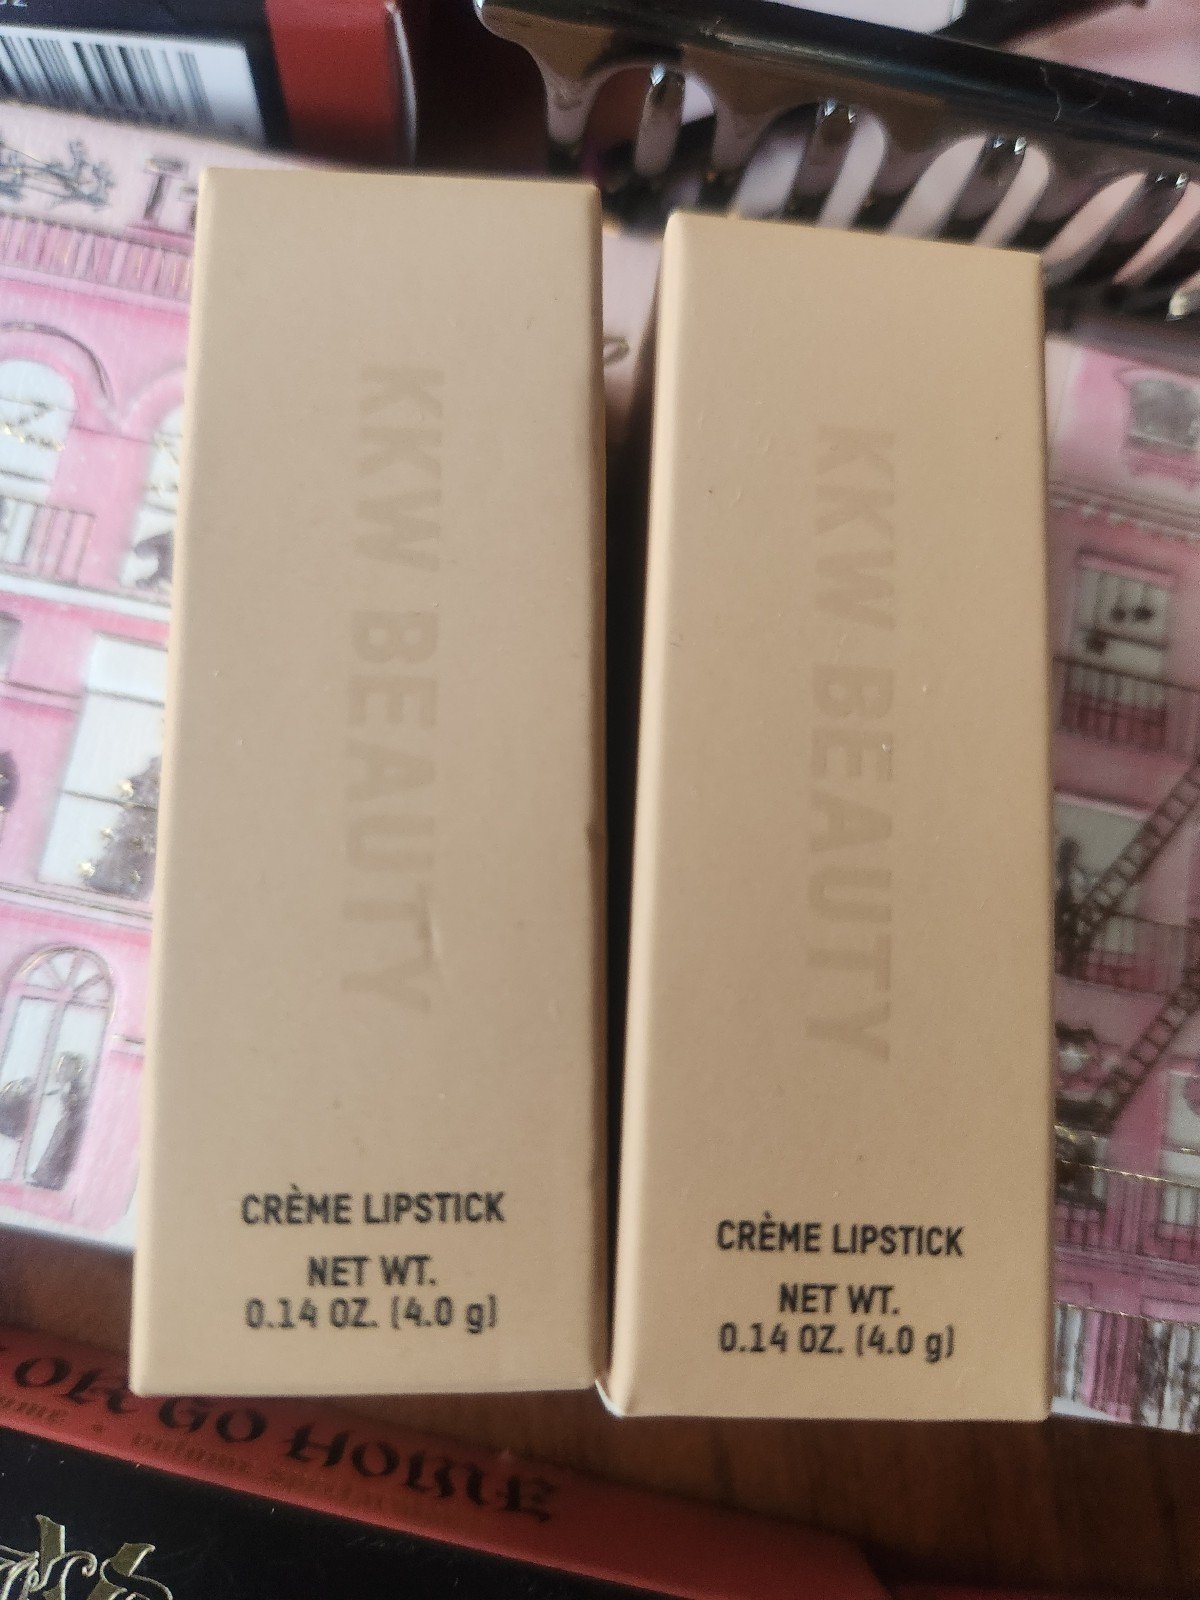 KKW BEAUTY
CRÈME LIPSTICK
NET WT.
0.14 OZ. (4.0 g)
KKW BEAUTY
CRÈME LIPSTICK
NET WT.
0.14 OZ. (4.0 g)
OR GO HOME